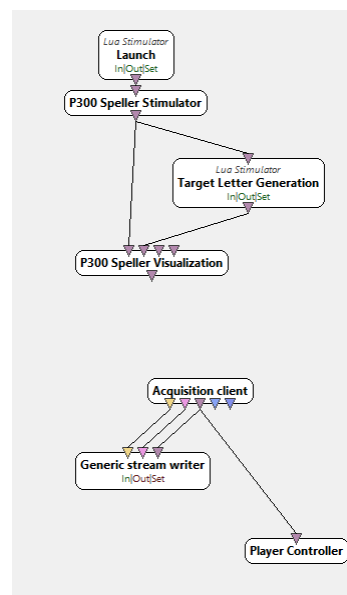 Lua Stimulator
Launch
In|Out|Set
P300 Speller Stimulator
Lua Stimulator
Target Letter Generation
In|Out|Set
P300 Speller Visualization
Acquisition client
Generic stream writer
In|Out|Set
Player Controller